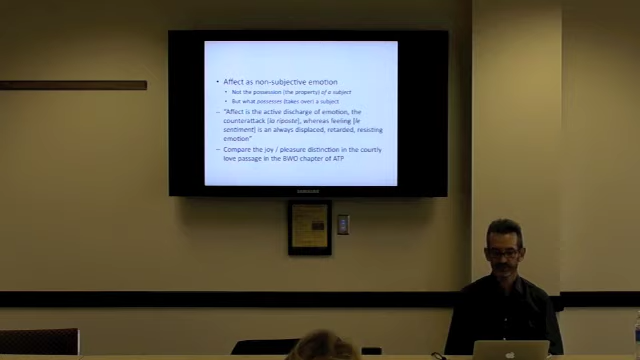 • Affect as non-subjective emotion
• Not the possession (the property) of a subject
• But what possesses (takes over) a subject
– "Affect is the active discharge of emotion, the
counterattack [la riposte], whereas feeling [le
sentiment] is an always displaced, retarded, resisting
emotion"
– Compare the joy / pleasure distinction in the courtly
love passage in the BWO chapter of ATP
SAMSUNG